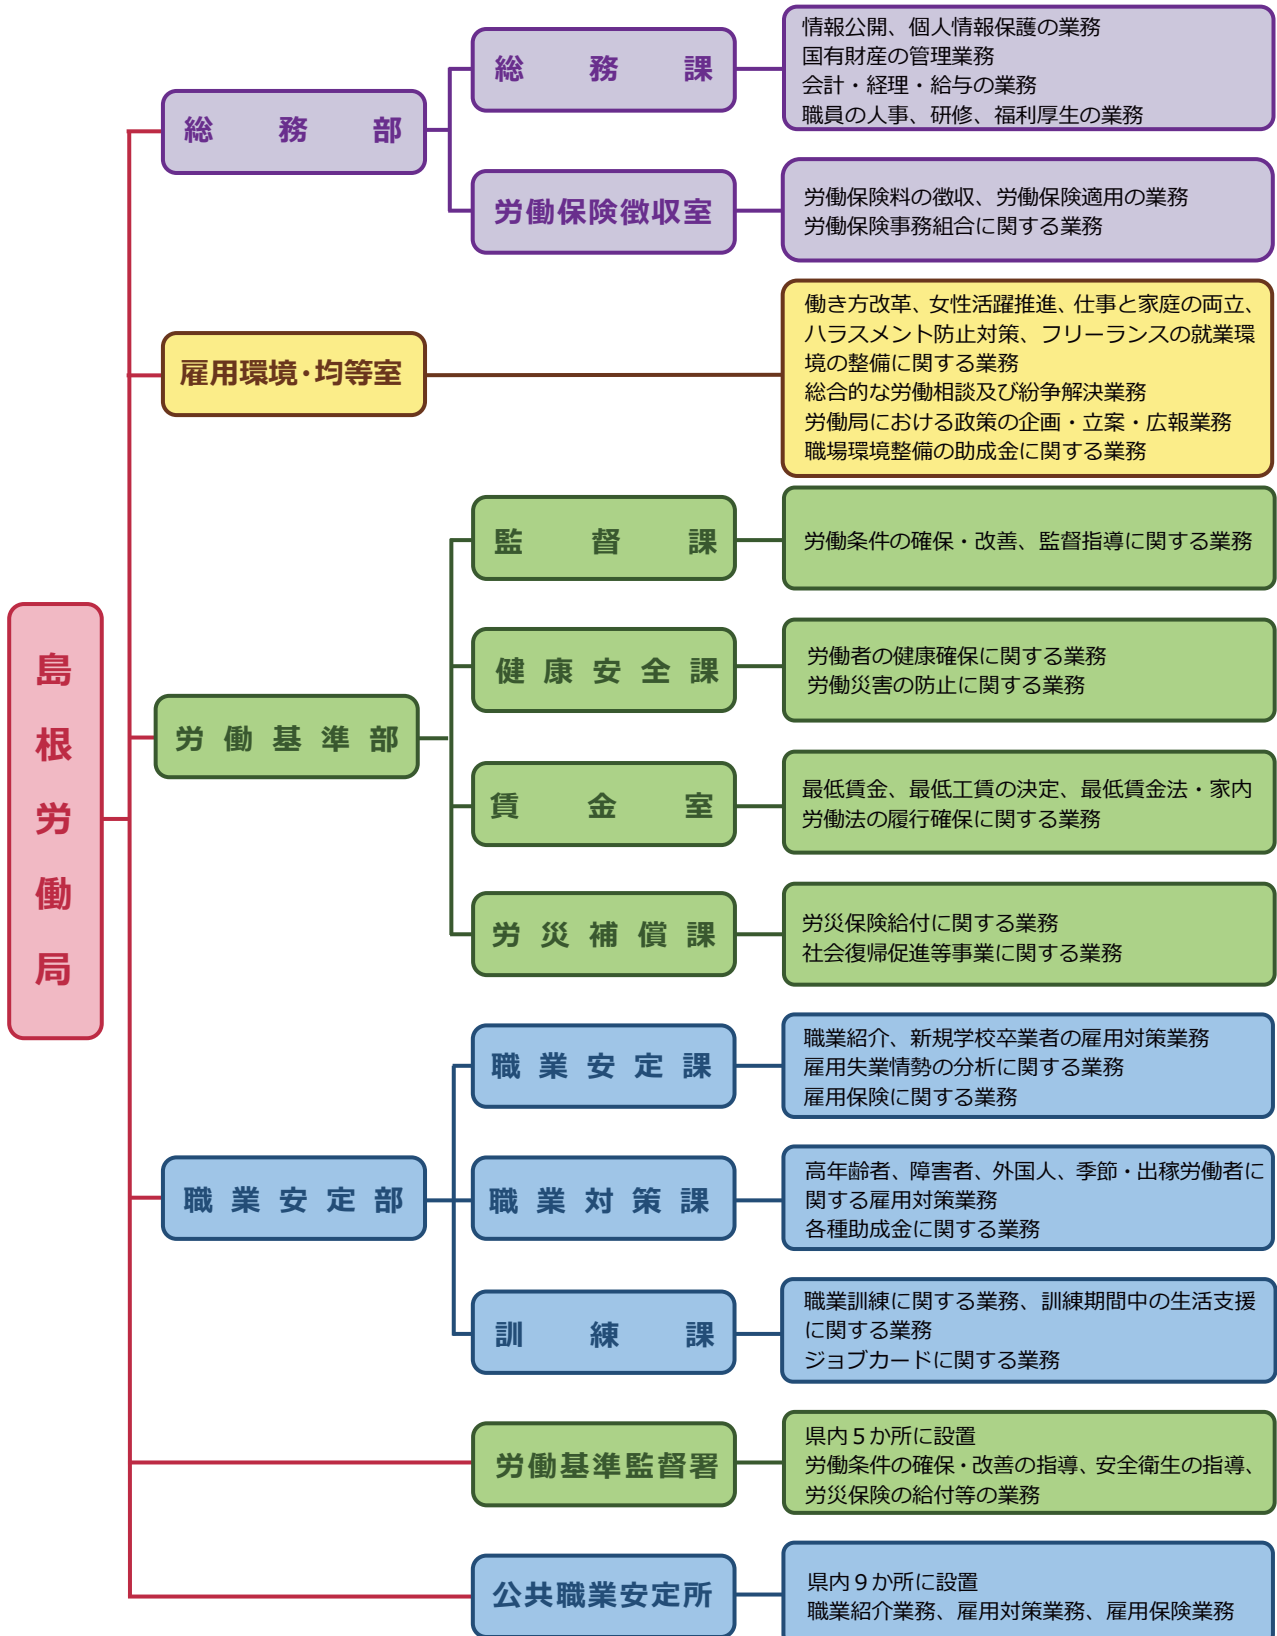 島根労働局
総務部
総務課
情報公開、個人情報保護の業務
国有財産の管理業務
会計・経理・給与の業務
職員の人事、研修、福利厚生の業務
労働保険徴収室
労働保険料の徴収、労働保険適用の業務
労働保険事務組合に関する業務
雇用環境・均等室
働き方改革、女性活躍推進、仕事と家庭の両立、
ハラスメント防止対策、フリーランスの就業環
境の整備に関する業務
総合的な労働相談及び紛争解決業務
労働局における政策の企画・立案・広報業務
職場環境整備の助成金に関する業務
労働基準部
監督課
労働条件の確保・改善、監督指導に関する業務
健康安全課
労働者の健康確保に関する業務
労働災害の防止に関する業務
賃金室
最低賃金、最低工賃の決定、最低賃金法・家内
労働法の履行確保に関する業務
労災補償課
労災保険給付に関する業務
社会復帰促進等事業に関する業務
職業安定部
職業安定課
職業紹介、新規学校卒業者の雇用対策業務
雇用失業情勢の分析に関する業務
雇用保険に関する業務
職業対策課
高年齢者、障害者、外国人、季節・出稼労働者に
関する雇用対策業務
各種助成金に関する業務
訓練課
職業訓練に関する業務、訓練期間中の生活支援
に関する業務
ジョブカードに関する業務
労働基準監督署
県内５か所に設置
労働条件の確保・改善の指導、安全衛生の指導、
労災保険の給付等の業務
公共職業安定所
県内９か所に設置
職業紹介業務、雇用対策業務、雇用保険業務